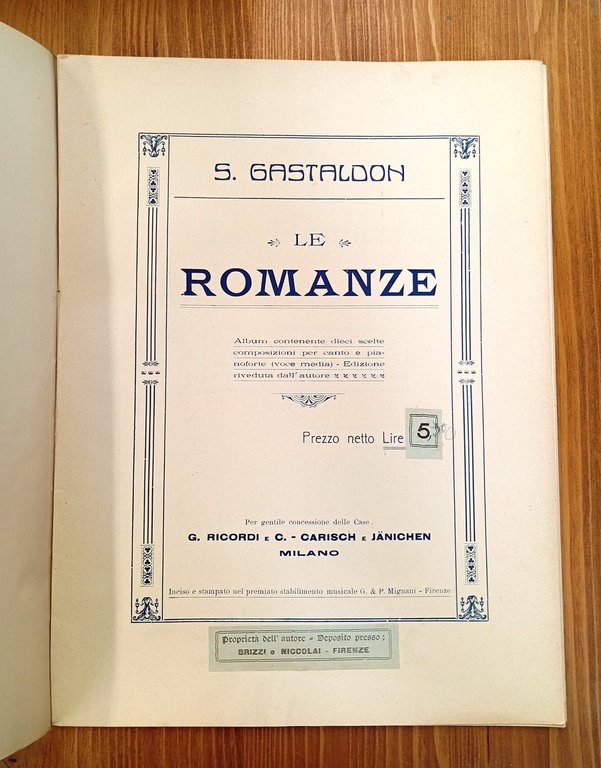 S. GASTALDON
LE
ROMANZE
Album contenente dieci scelte
composizioni per canto e pia-
noforte (voce media) - Edizione
riveduta dall'autore
Prezzo netto Lire 5
Per gentile concessione delle Case
G. RICORDI E C. - CARISCH E JÄNICHEN
MILANO
Inciso e stampato nel premiato stabilimento musicale G. & P. Mignani - Firenze
Proprietà dell' autore - Deposito presso:
BRIZZI e NICCOLAI - FIRENZE